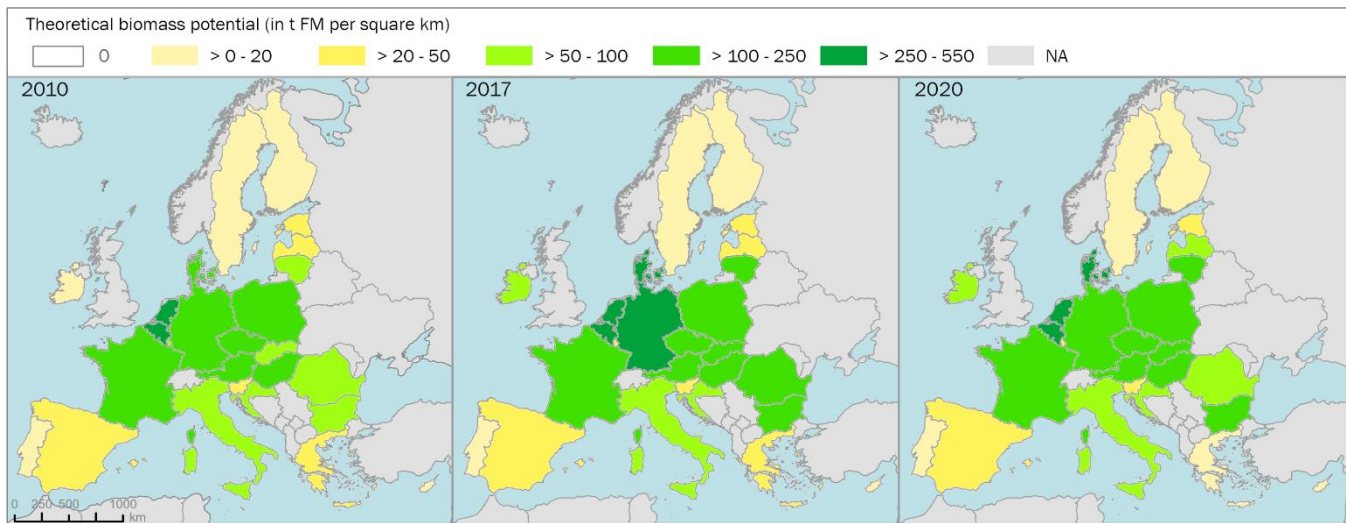 Theoretical biomass potential (in t FM per square km)
0 > 0 - 20 > 20 - 50 > 50 - 100 > 100 - 250 > 250 - 550 NA
2010 2017 2020
0 250 500 1000
km